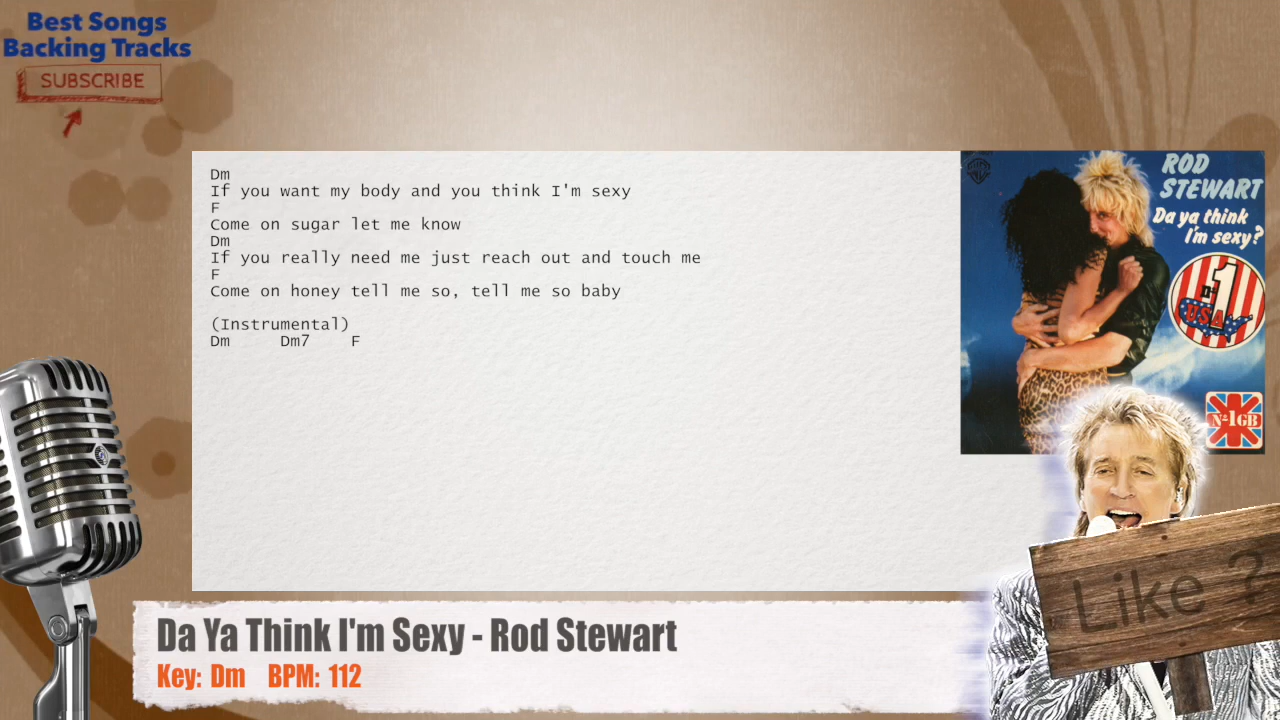 Best Songs
Backing Tracks
SUBSCRIBE
Dm
If you want my body and you think I'm sexy
F
Come on sugar let me know
Dm
If you really need me just reach out and touch me
F
Come on honey tell me so, tell me so baby
(Instrumental)
Dm     Dm7    F
ROD
STEWART
Da ya think
I'm sexy?
1
USA
Nº1GB
Like ?
Da Ya Think I'm Sexy - Rod Stewart
Key: Dm   BPM: 112